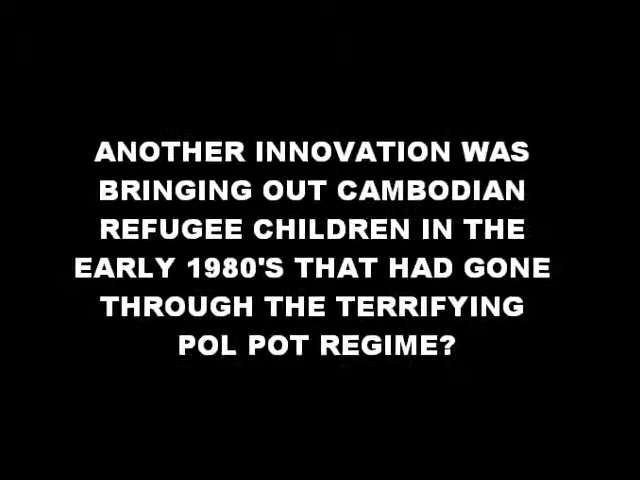 ANOTHER INNOVATION WAS
BRINGING OUT CAMBODIAN
REFUGEE CHILDREN IN THE
EARLY 1980'S THAT HAD GONE
THROUGH THE TERRIFYING
POL POT REGIME?